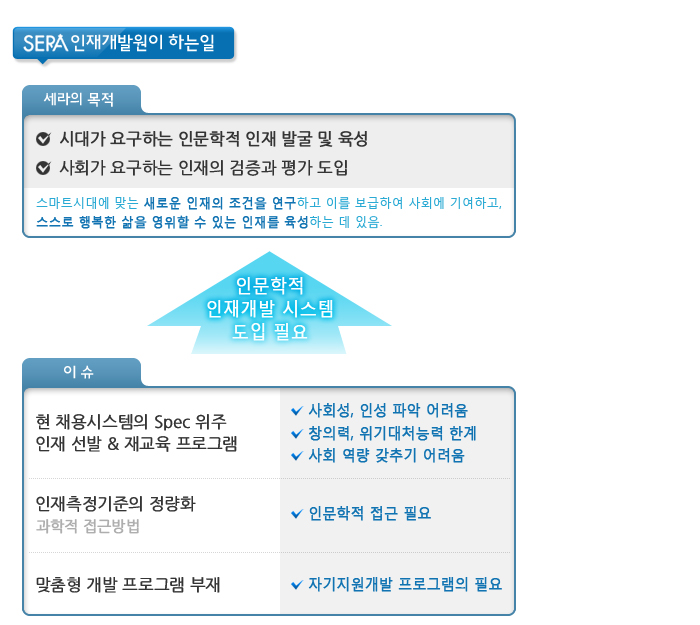 SERA 인재개발원이 하는일
세라의 목적
시대가 요구하는 인문학적 인재 발굴 및 육성
사회가 요구하는 인재의 검증과 평가 도입
스마트시대에 맞는 새로운 인재의 조건을 연구하고 이를 보급하여 사회에 기여하고,
스스로 행복한 삶을 영위할 수 있는 인재를 육성하는 데 있음.
인문학적
인재개발 시스템
도입 필요
이 슈
현 채용시스템의 Spec 위주
인재 선발 & 재교육 프로그램
사회성, 인성 파악 어려움
창의력, 위기대처능력 한계
사회 역량 갖추기 어려움
인재측정기준의 정량화
과학적 접근방법
인문학적 접근 필요
맞춤형 개발 프로그램 부재
자기지원개발 프로그램의 필요